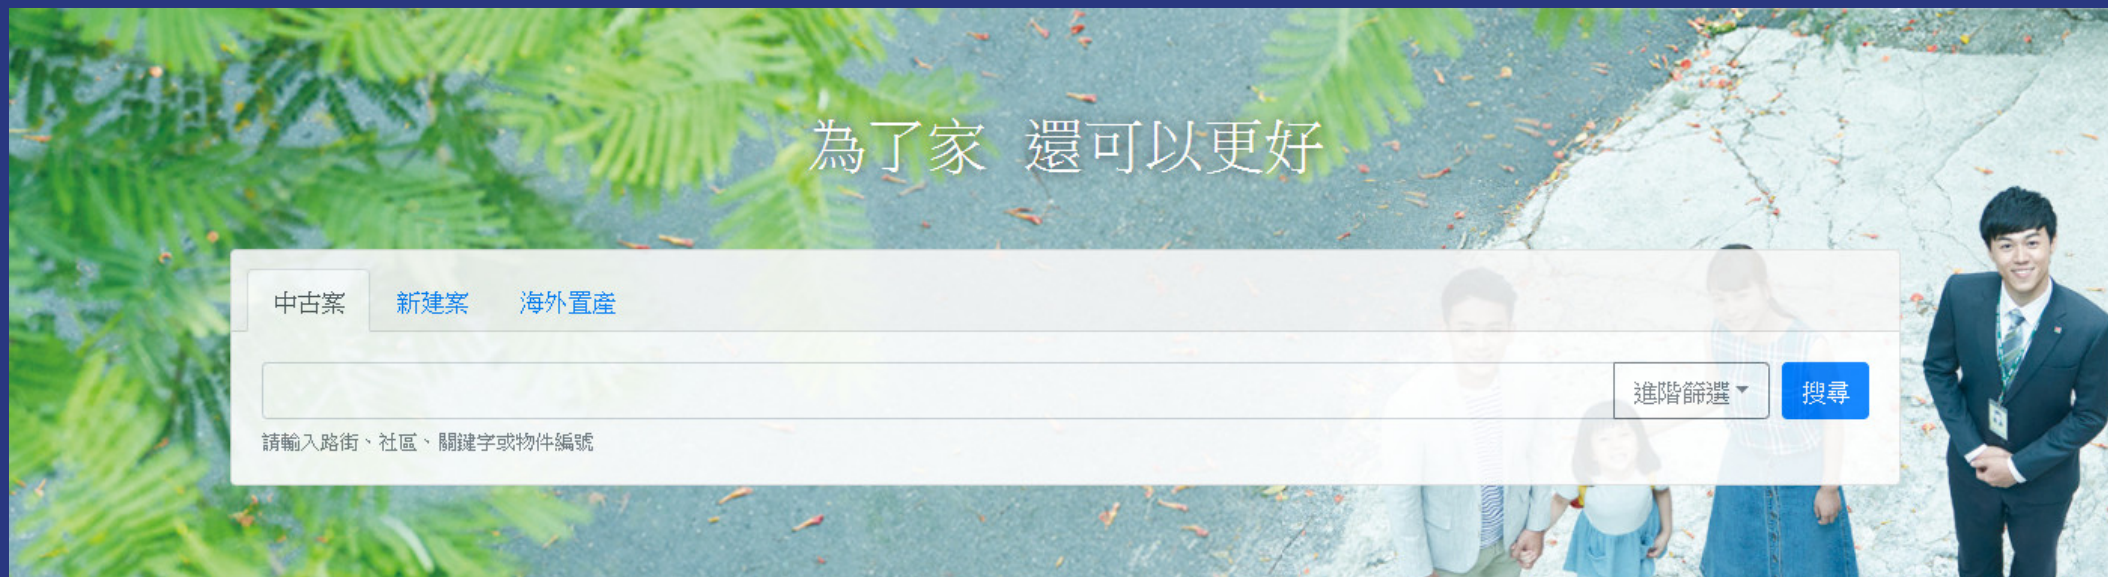 為了家 還可以更好
中古案 新建案 海外置產
進階篩選 搜尋
請輸入路街、社區、關鍵字或物件編號